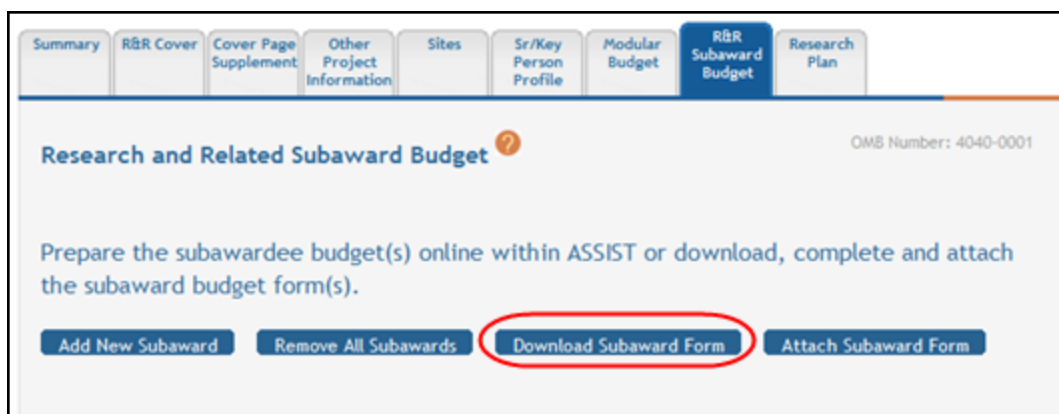 Summary
R&R Cover
Cover Page
Supplement
Other
Project
Information
Sites
Sr/Key
Person
Profile
Modular
Budget
R&R
Subaward
Budget
Research
Plan
Research and Related Subaward Budget ?
OMB Number: 4040-0001
Prepare the subawardee budget(s) online within ASSIST or download, complete and attach
the subaward budget form(s).
Add New Subaward
Remove All Subawards
Download Subaward Form
Attach Subaward Form